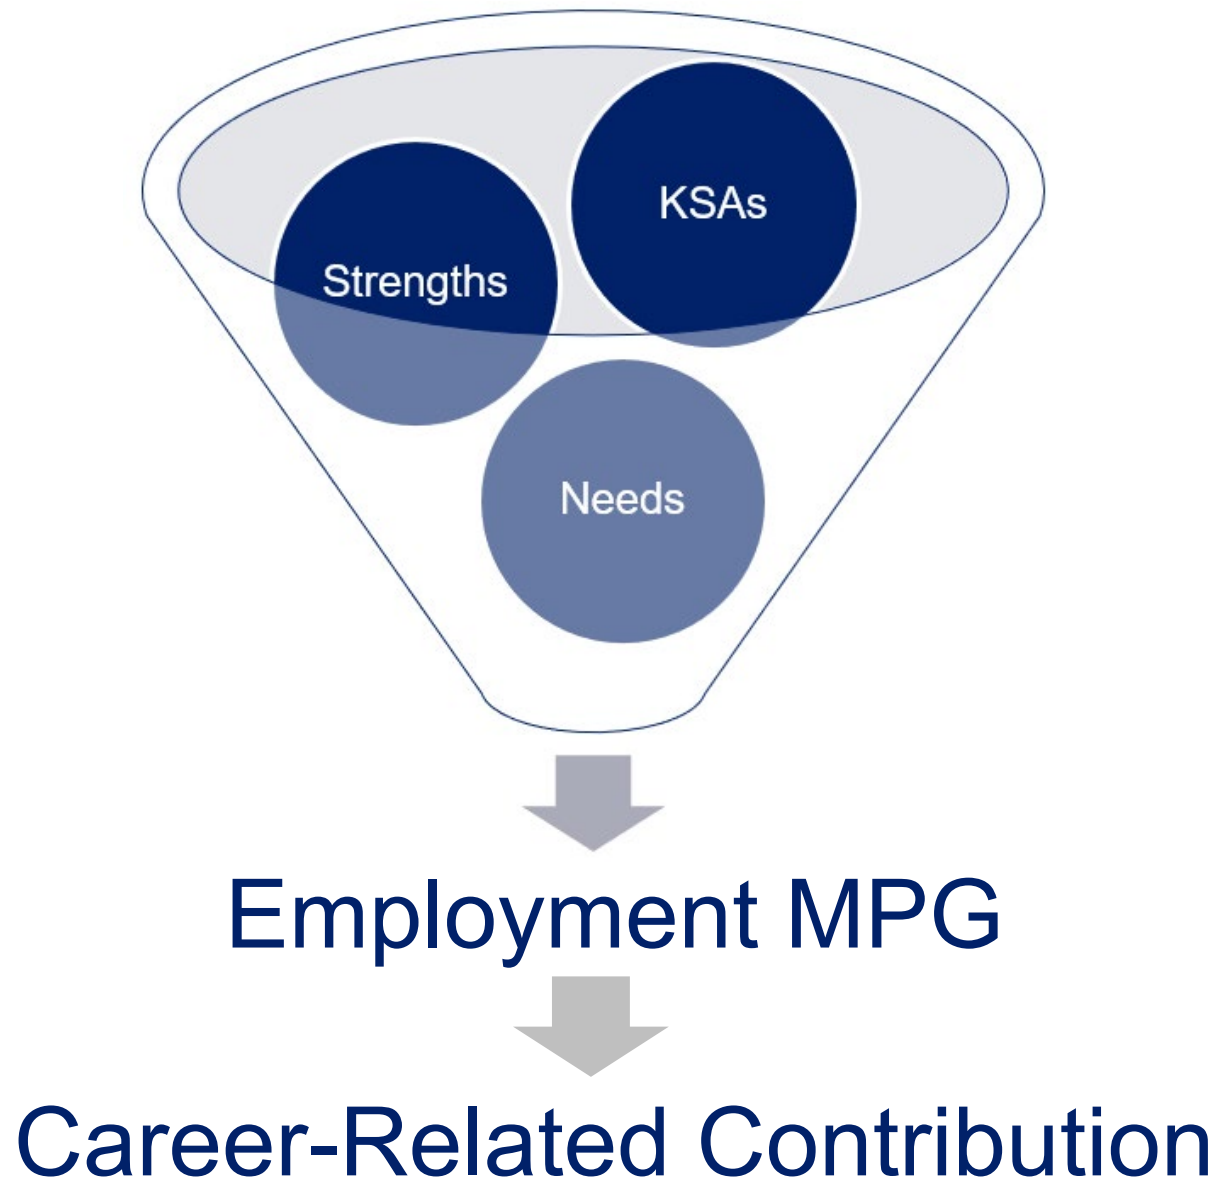 KSAs
Strengths
Needs
Employment MPG
Career-Related Contribution